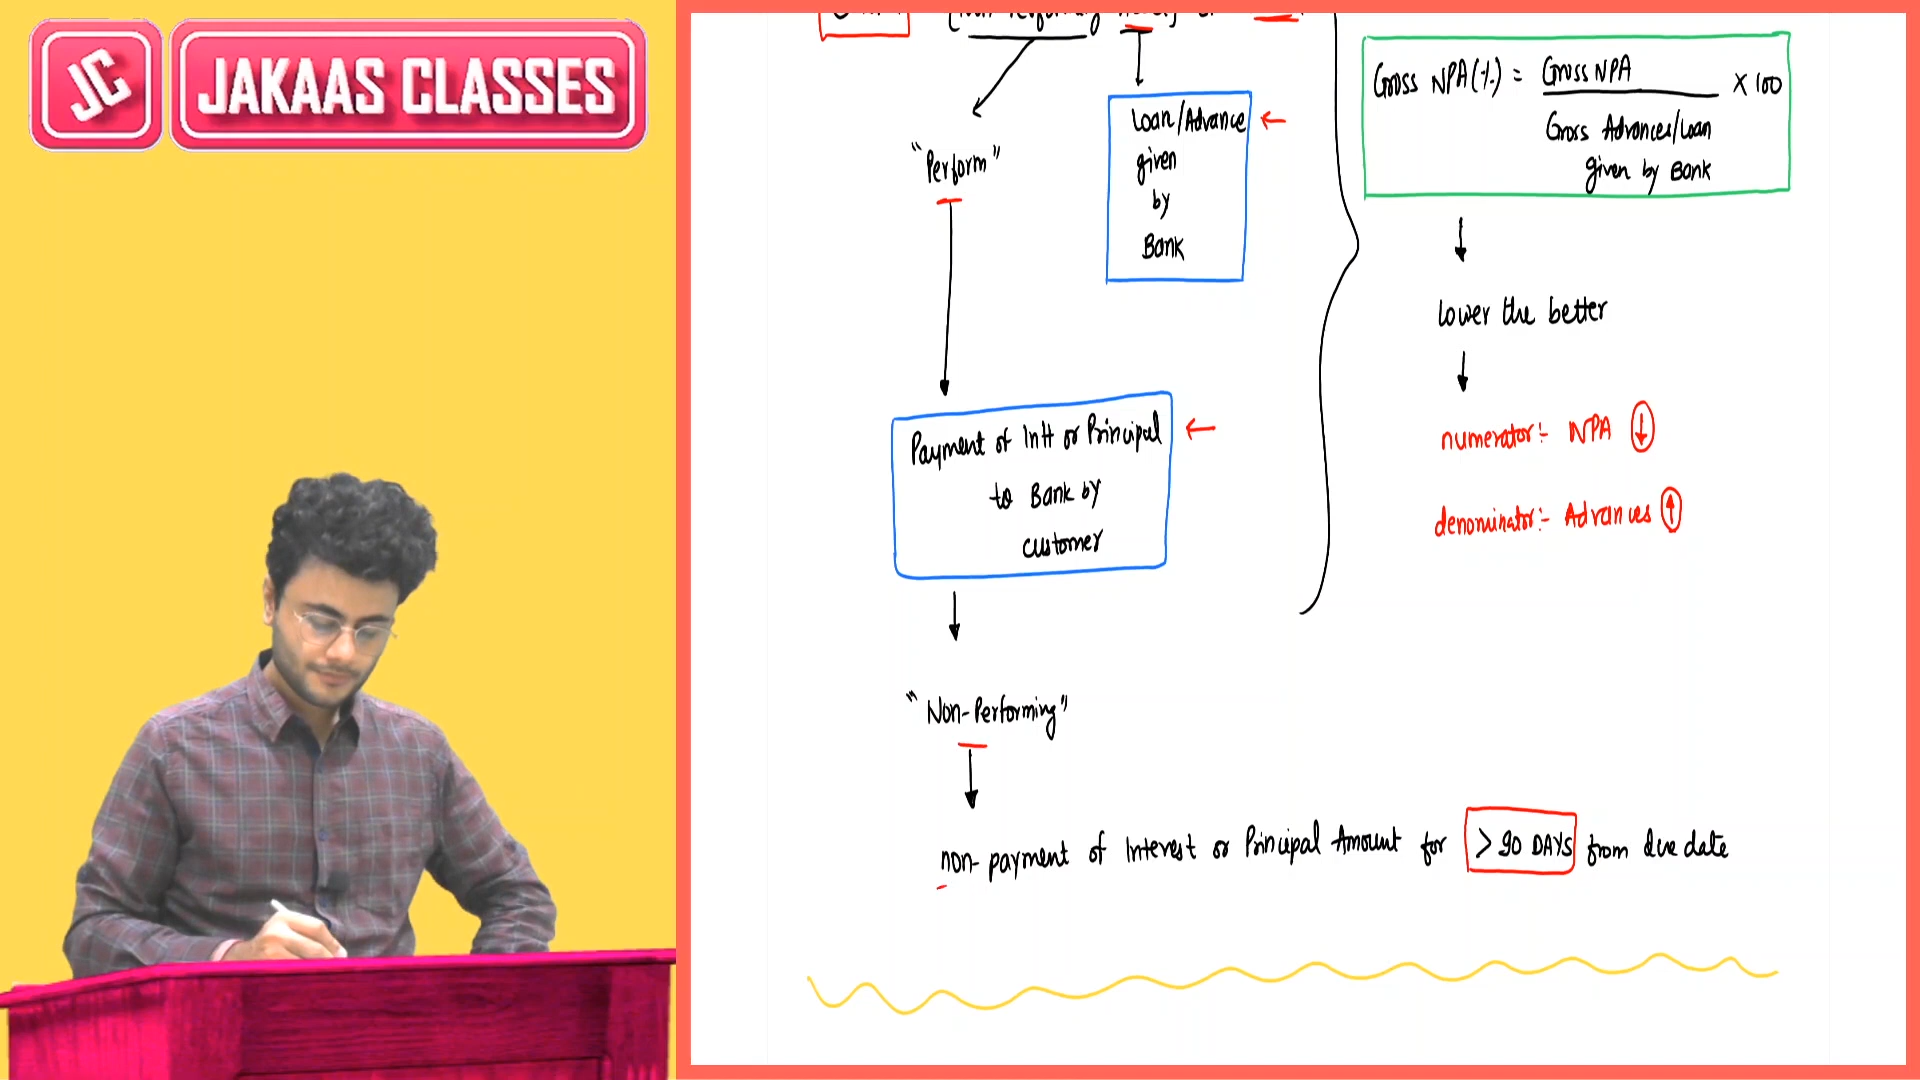 JC
JAKAAS CLASSES
Gross NPA(%) = Gross NPA × 100
Gross Advances/Loan
given by Bank
Loan/Advance ←
given
by
Bank
"Perform"
lower the better
Payment of Intt or Principal ←
to Bank by
customer
numerator:- NPA ↓
denominator:- Advances ↑
"Non-Performing"
non-payment of Interest or Principal Amount for >90 DAYS from due date